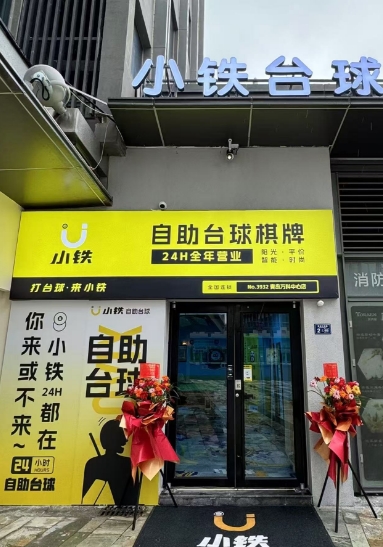 小铁台球
小铁
自助台球棋牌
24H全年营业
阳光·平价
智能·时尚
打台球·来小铁
No.3932
小铁 自助台球
你来或不来~
小铁24H都在
自助台球
24小时
HOURS
自助台球
消防
小铁